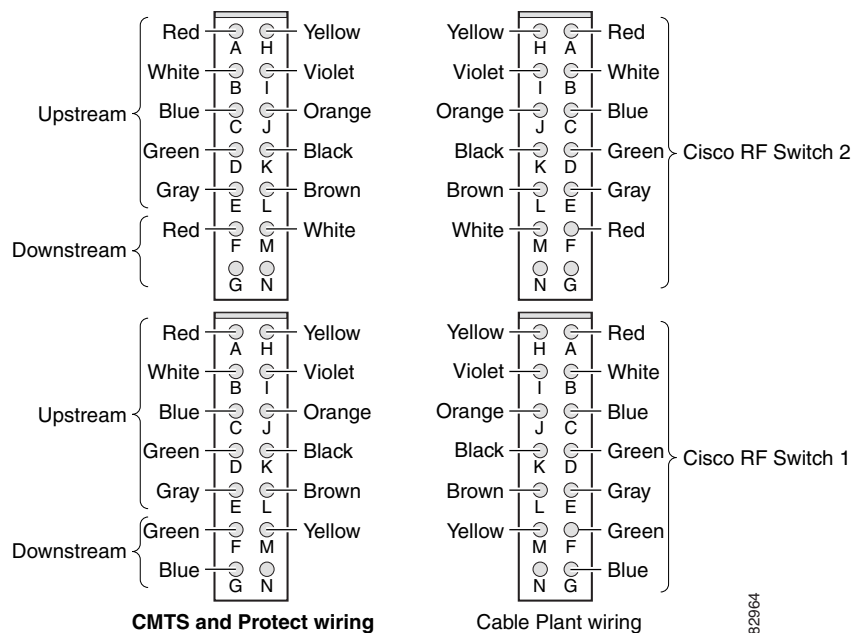 Red A H Yellow Yellow H A Red
White B I Violet Violet I B White
Upstream Blue C J Orange Orange J C Blue
Green D K Black Black K D Green Cisco RF Switch 2
Gray E L Brown Brown L E Gray
Downstream Red F M White White M F Red
G N N G
Red A H Yellow Yellow H A Red
White B I Violet Violet I B White
Upstream Blue C J Orange Orange J C Blue
Green D K Black Black K D Green Cisco RF Switch 1
Gray E L Brown Brown L E Gray
Downstream Green F M Yellow Yellow M F Green
Blue G N N G Blue
CMTS and Protect wiring Cable Plant wiring
82964